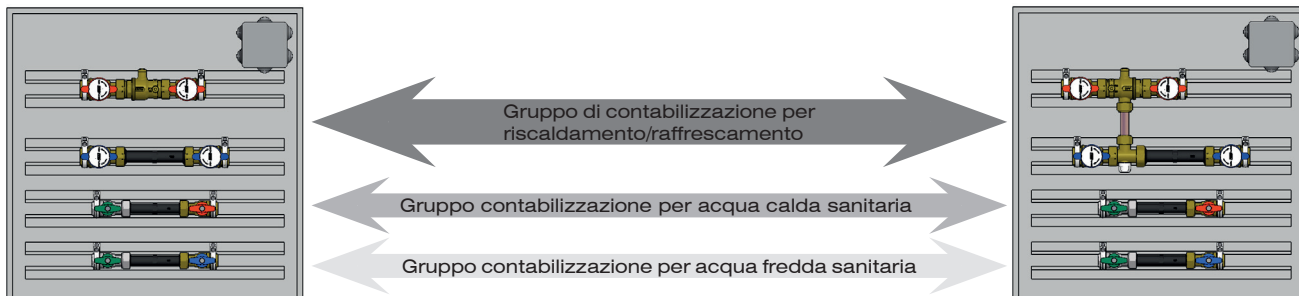 Gruppo di contabilizzazione per
riscaldamento/raffrescamento
Gruppo contabilizzazione per acqua calda sanitaria
Gruppo contabilizzazione per acqua fredda sanitaria